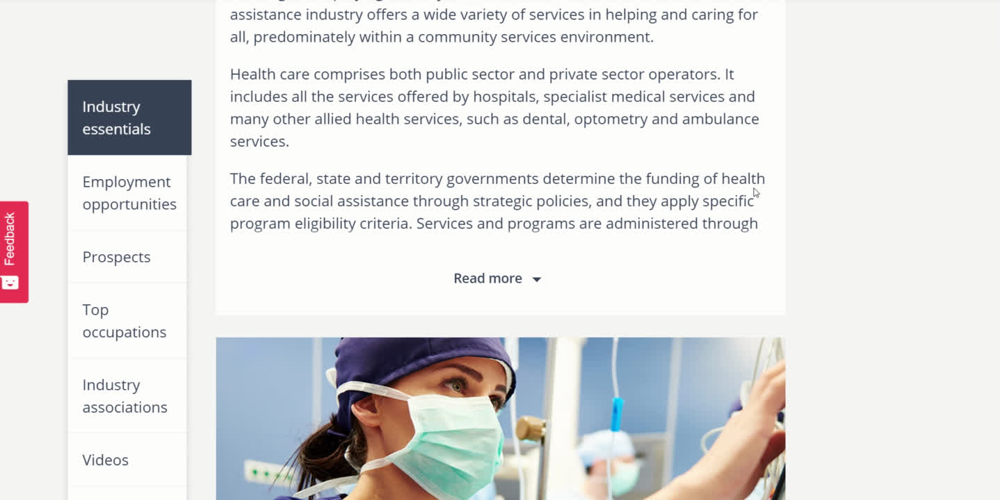 assistance industry offers a wide variety of services in helping and caring for
all, predominately within a community services environment.
Health care comprises both public sector and private sector operators. It
includes all the services offered by hospitals, specialist medical services and
many other allied health services, such as dental, optometry and ambulance
services.
The federal, state and territory governments determine the funding of health
care and social assistance through strategic policies, and they apply specific
program eligibility criteria. Services and programs are administered through
Read more
Industry
essentials
Employment
opportunities
Prospects
Top
occupations
Industry
associations
Videos
Feedback